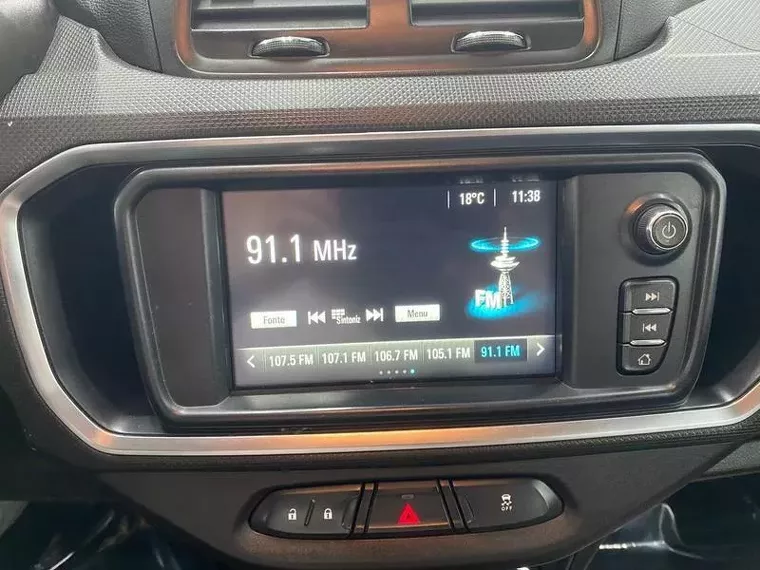 18°C 11:38
91.1 MHz
FM
Fonte Sintoniz Menu
107.5 FM 107.1 FM 106.7 FM 105.1 FM 91.1 FM
OFF